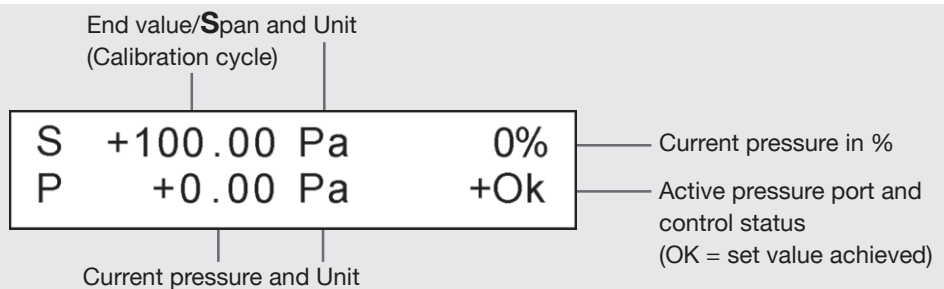 End value/Span and Unit
(Calibration cycle)
S +100.00 Pa 0%
P +0.00 Pa +Ok
Current pressure in %
Active pressure port and
control status
(OK = set value achieved)
Current pressure and Unit